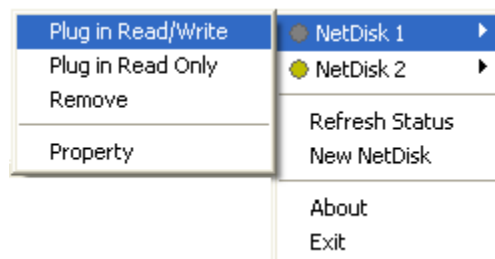 Plug in Read/Write
Plug in Read Only
Remove
Property
NetDisk 1
NetDisk 2
Refresh Status
New NetDisk
About
Exit